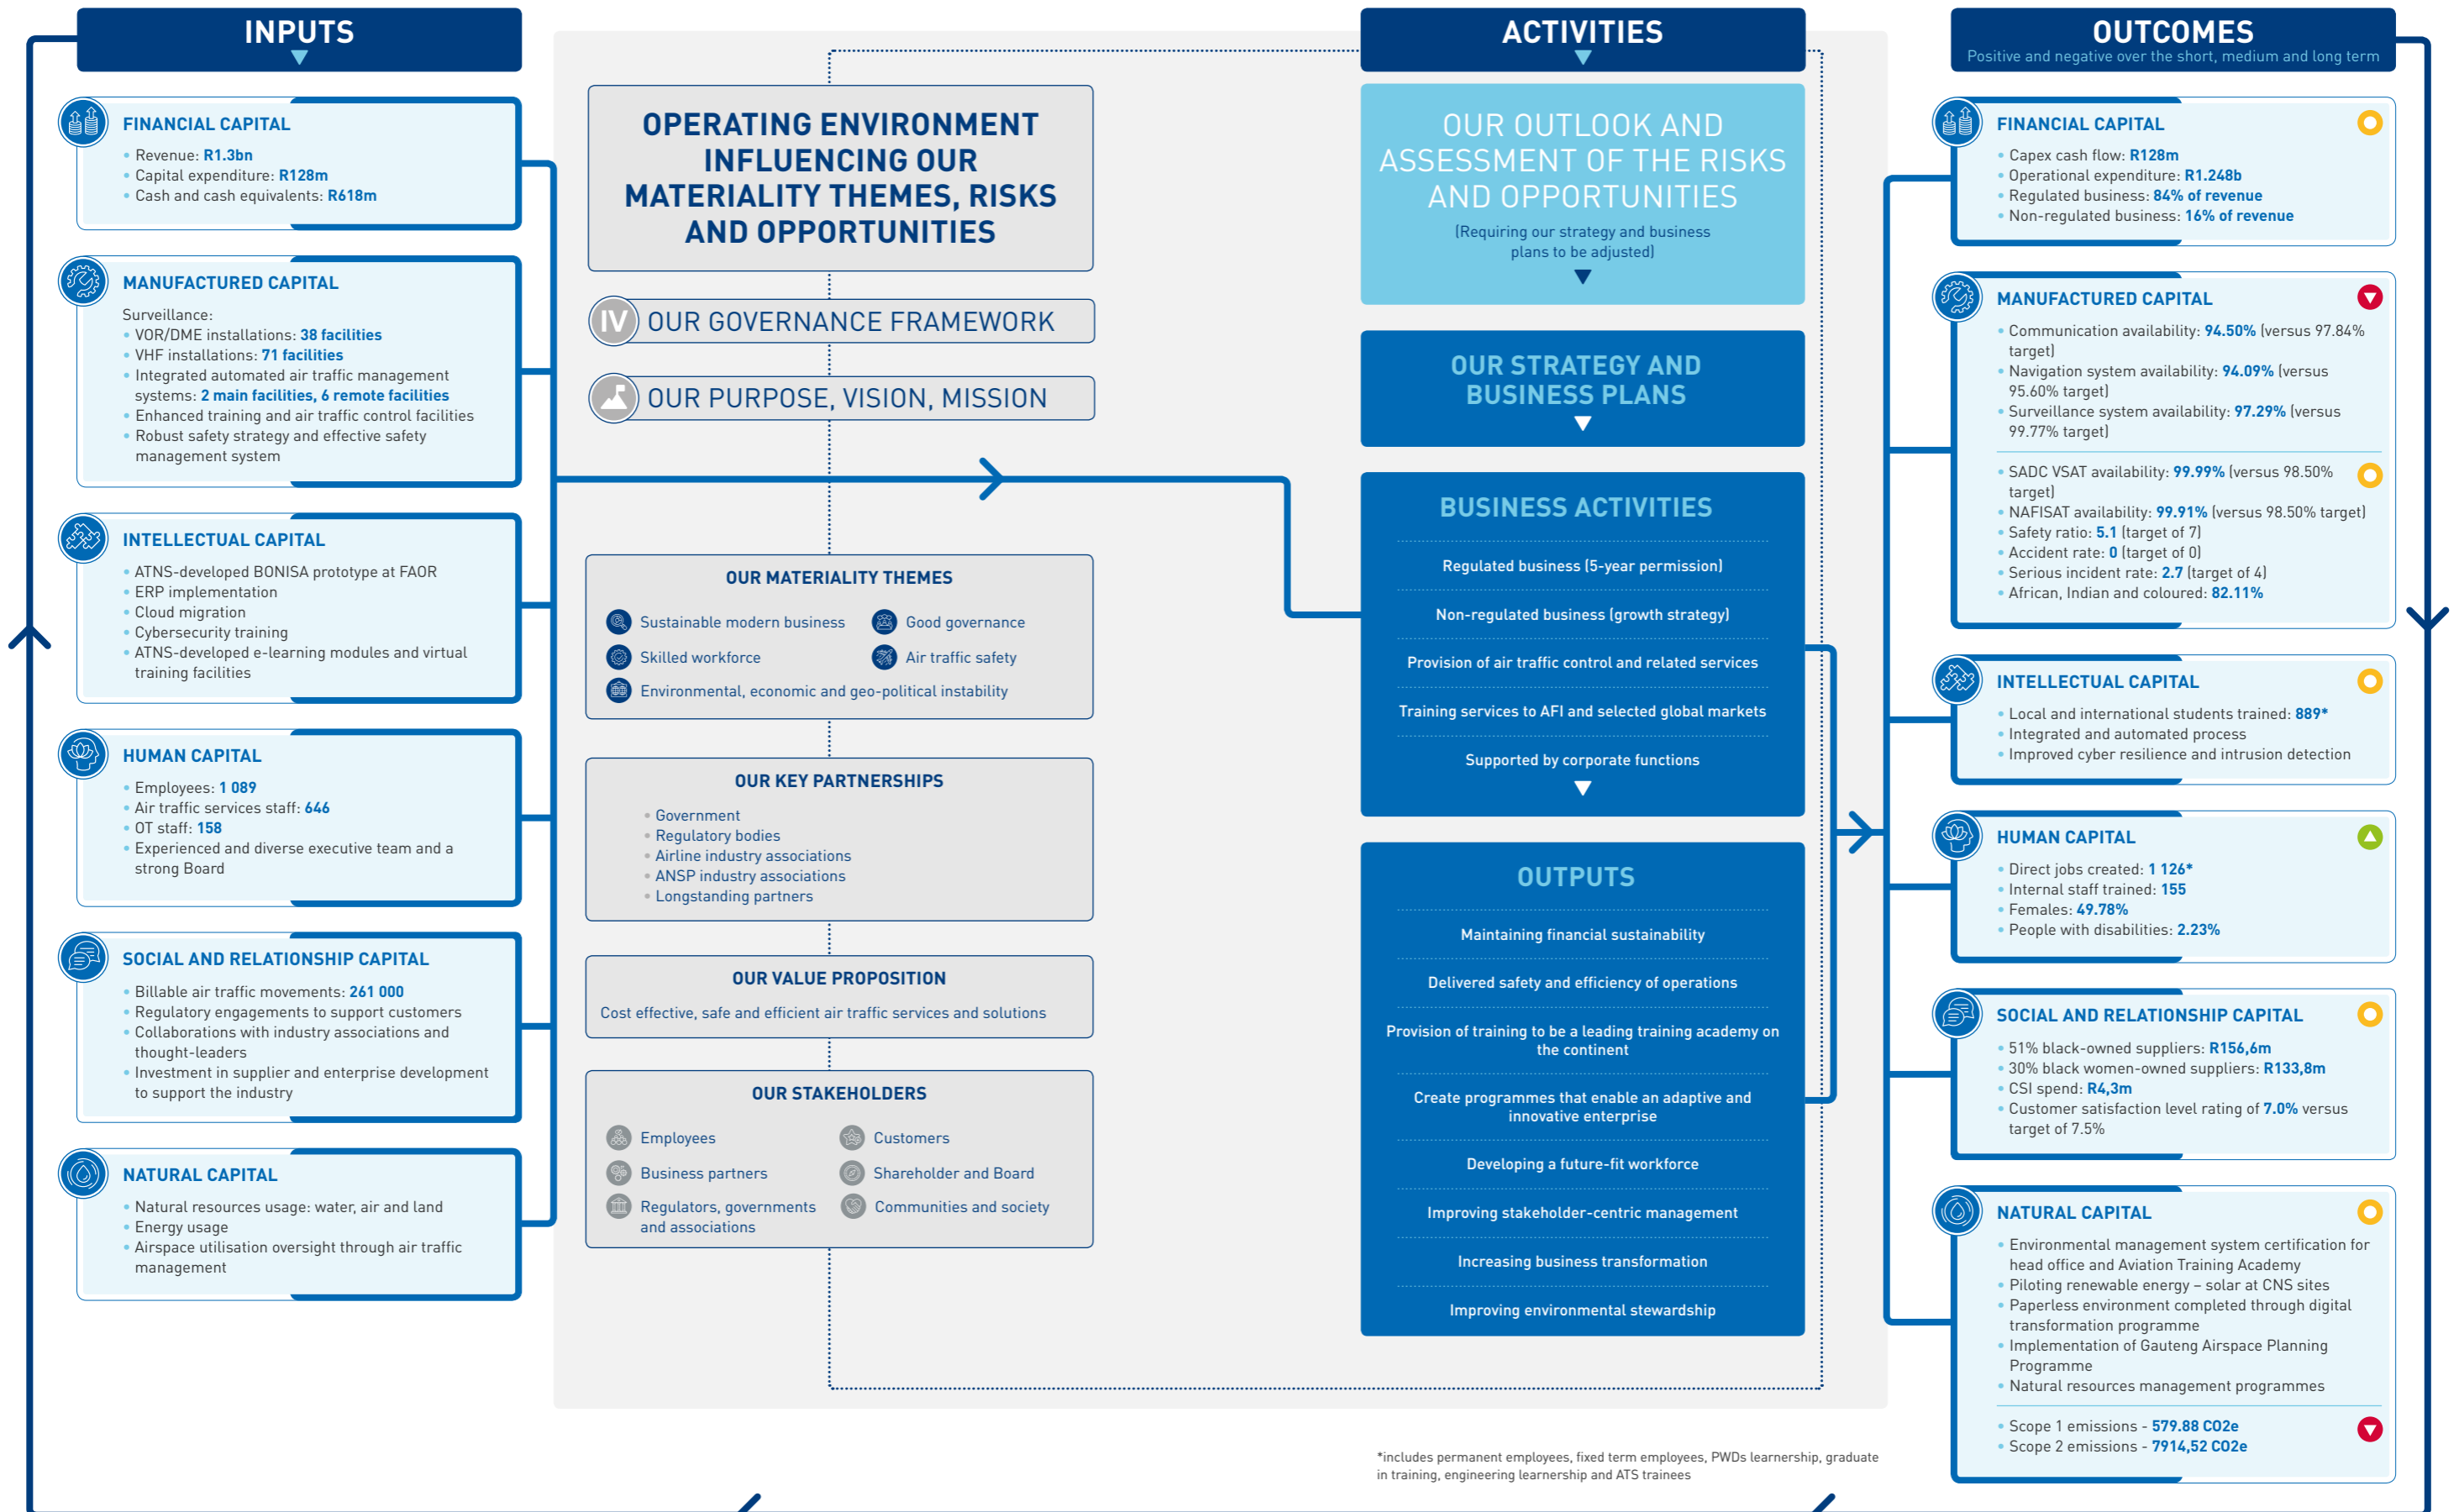 INPUTS
FINANCIAL CAPITAL
• Revenue: R1.3bn
• Capital expenditure: R128m
• Cash and cash equivalents: R618m
MANUFACTURED CAPITAL
Surveillance:
• VOR/DME installations: 38 facilities
• VHF installations: 71 facilities
• Integrated automated air traffic management
systems: 2 main facilities, 6 remote facilities
• Enhanced training and air traffic control facilities
• Robust safety strategy and effective safety
management system
INTELLECTUAL CAPITAL
• ATNS-developed BONISA prototype at FAOR
• ERP implementation
• Cloud migration
• Cybersecurity training
• ATNS-developed e-learning modules and virtual
training facilities
HUMAN CAPITAL
• Employees: 1 089
• Air traffic services staff: 646
• OT staff: 158
• Experienced and diverse executive team and a
strong Board
SOCIAL AND RELATIONSHIP CAPITAL
• Billable air traffic movements: 261 000
• Regulatory engagements to support customers
• Collaborations with industry associations and
thought-leaders
• Investment in supplier and enterprise development
to support the industry
NATURAL CAPITAL
• Natural resources usage: water, air and land
• Energy usage
• Airspace utilisation oversight through air traffic
management
OPERATING ENVIRONMENT
INFLUENCING OUR
MATERIALITY THEMES, RISKS
AND OPPORTUNITIES
IV OUR GOVERNANCE FRAMEWORK
OUR PURPOSE, VISION, MISSION
OUR MATERIALITY THEMES
Sustainable modern business
Good governance
Skilled workforce
Air traffic safety
Environmental, economic and geo-political instability
OUR KEY PARTNERSHIPS
• Government
• Regulatory bodies
• Airline industry associations
• ANSP industry associations
• Longstanding partners
OUR VALUE PROPOSITION
Cost effective, safe and efficient air traffic services and solutions
OUR STAKEHOLDERS
Employees
Customers
Business partners
Shareholder and Board
Regulators, governments
and associations
Communities and society
ACTIVITIES
OUR OUTLOOK AND
ASSESSMENT OF THE RISKS
AND OPPORTUNITIES
(Requiring our strategy and business
plans to be adjusted)
OUR STRATEGY AND
BUSINESS PLANS
BUSINESS ACTIVITIES
Regulated business (5-year permission)
Non-regulated business (growth strategy)
Provision of air traffic control and related services
Training services to AFI and selected global markets
Supported by corporate functions
OUTPUTS
Maintaining financial sustainability
Delivered safety and efficiency of operations
Provision of training to be a leading training academy on
the continent
Create programmes that enable an adaptive and
innovative enterprise
Developing a future-fit workforce
Improving stakeholder-centric management
Increasing business transformation
Improving environmental stewardship
*includes permanent employees, fixed term employees, PWDs learnership, graduate
in training, engineering learnership and ATS trainees
OUTCOMES
Positive and negative over the short, medium and long term
FINANCIAL CAPITAL
• Capex cash flow: R128m
• Operational expenditure: R1.248b
• Regulated business: 84% of revenue
• Non-regulated business: 16% of revenue
MANUFACTURED CAPITAL
• Communication availability: 94.50% (versus 97.84%
target)
• Navigation system availability: 94.09% (versus
95.60% target)
• Surveillance system availability: 97.29% (versus
99.77% target)
• SADC VSAT availability: 99.99% (versus 98.50%
target)
• NAFISAT availability: 99.91% (versus 98.50% target)
• Safety ratio: 5.1 (target of 7)
• Accident rate: 0 (target of 0)
• Serious incident rate: 2.7 (target of 4)
• African, Indian and coloured: 82.11%
INTELLECTUAL CAPITAL
• Local and international students trained: 889*
• Integrated and automated process
• Improved cyber resilience and intrusion detection
HUMAN CAPITAL
• Direct jobs created: 1 126*
• Internal staff trained: 155
• Females: 49.78%
• People with disabilities: 2.23%
SOCIAL AND RELATIONSHIP CAPITAL
• 51% black-owned suppliers: R156,6m
• 30% black women-owned suppliers: R133,8m
• CSI spend: R4,3m
• Customer satisfaction level rating of 7.0% versus
target of 7.5%
NATURAL CAPITAL
• Environmental management system certification for
head office and Aviation Training Academy
• Piloting renewable energy – solar at CNS sites
• Paperless environment completed through digital
transformation programme
• Implementation of Gauteng Airspace Planning
Programme
• Natural resources management programmes
• Scope 1 emissions - 579.88 CO2e
• Scope 2 emissions - 7914,52 CO2e